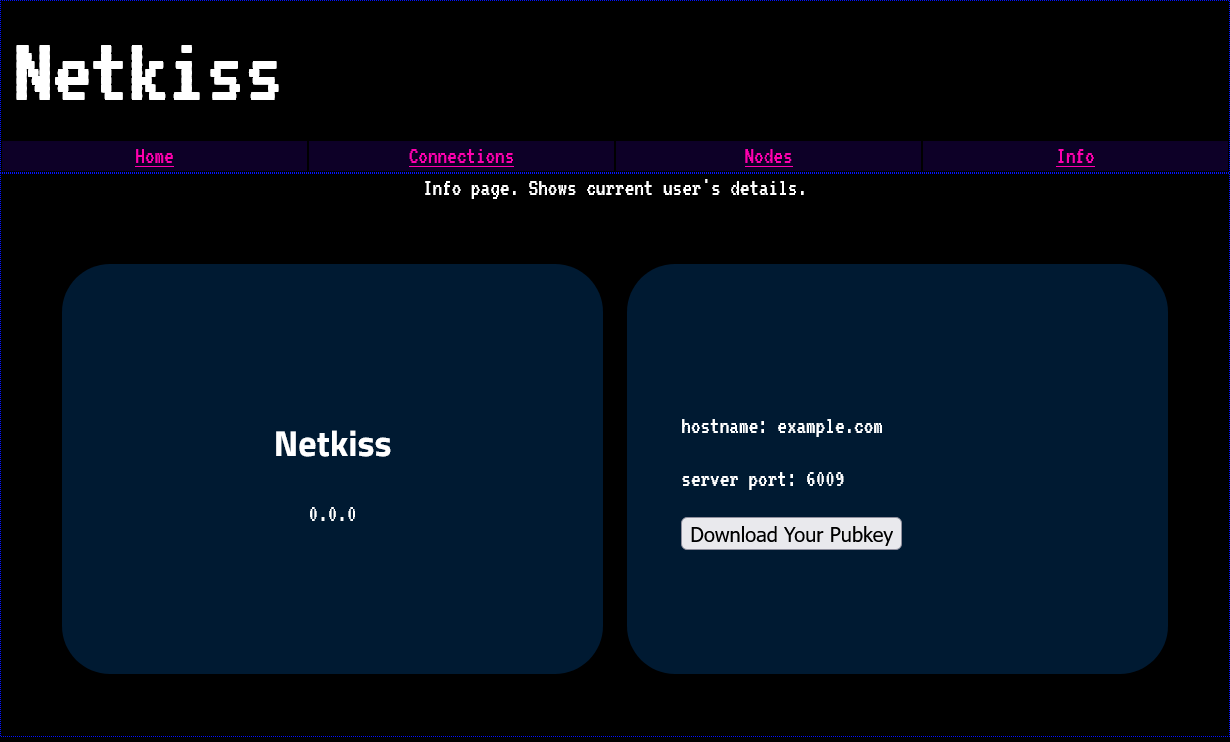 Netkiss
Home Connections Nodes Info
Info page. Shows current user's details.
Netkiss
0.0.0
hostname: example.com
server port: 6009
Download Your Pubkey